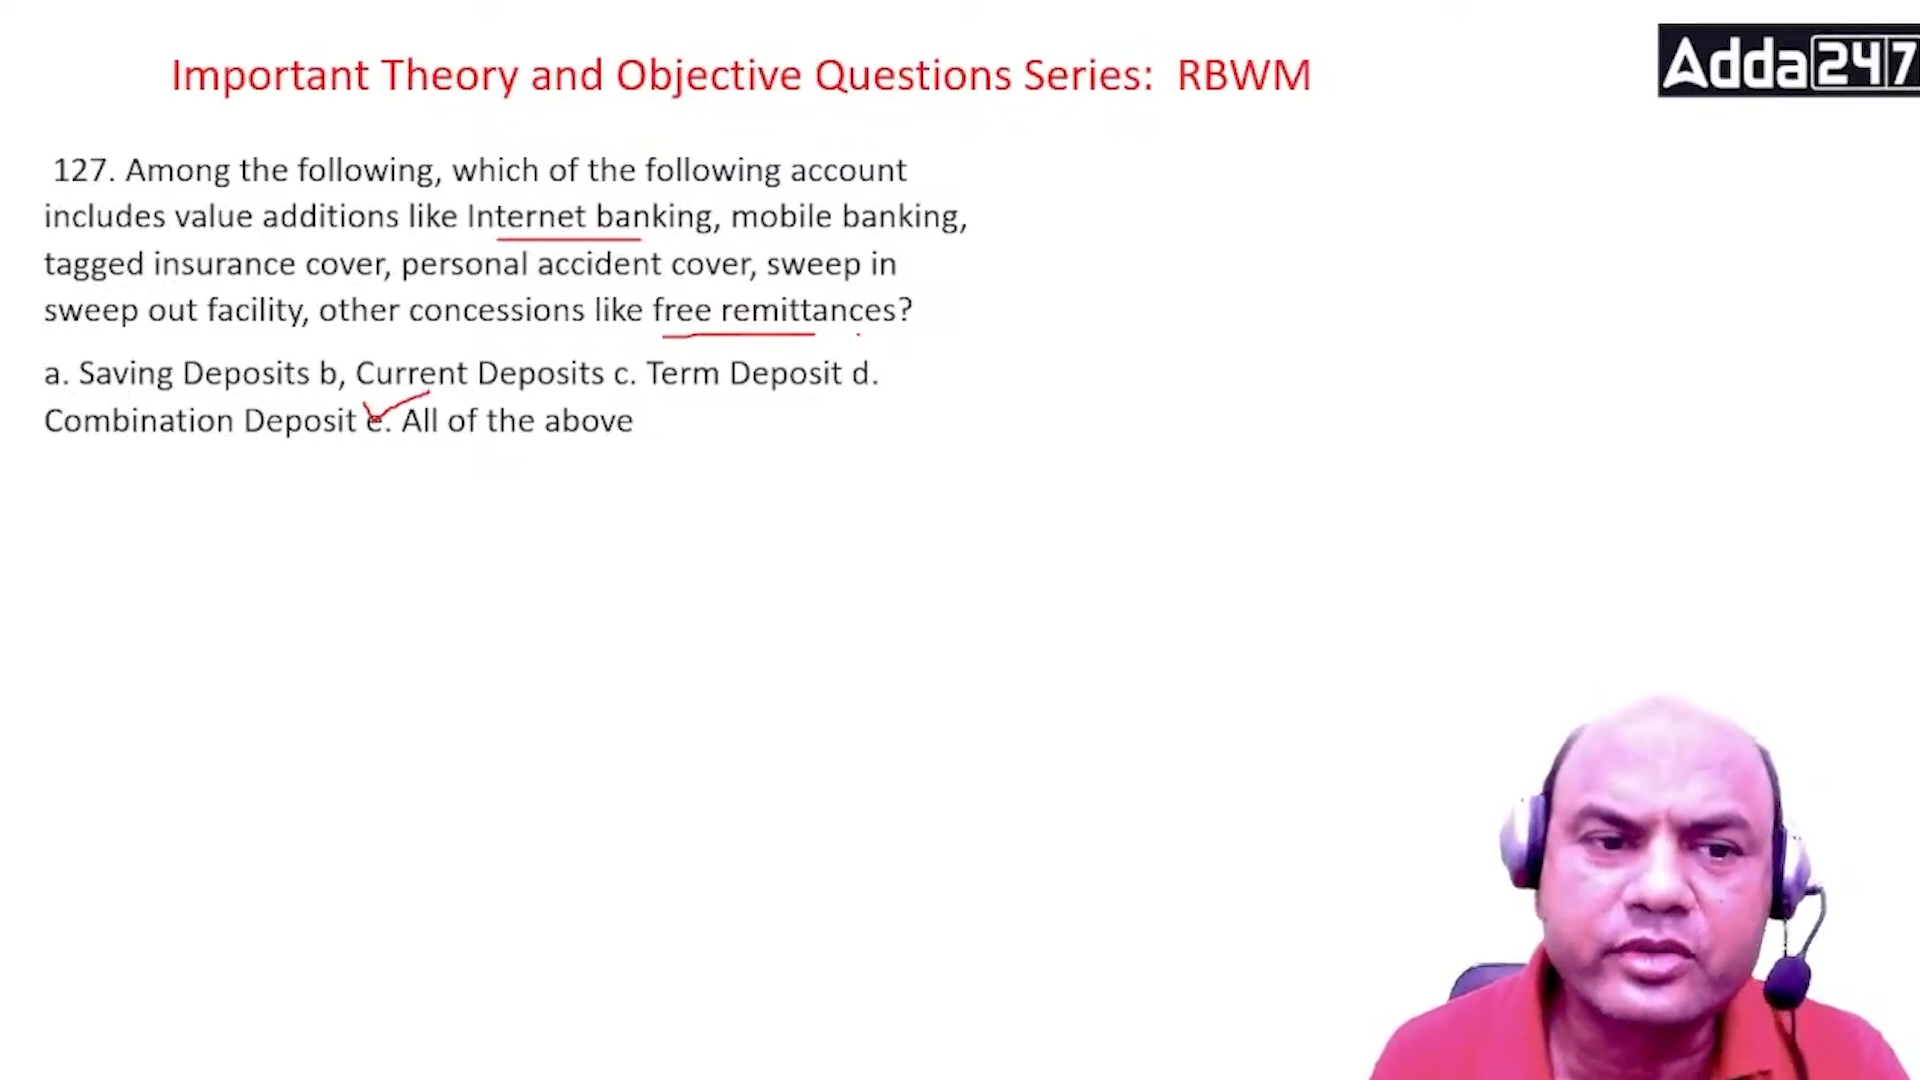 Adda247
Important Theory and Objective Questions Series: RBWM
127. Among the following, which of the following account
includes value additions like Internet banking, mobile banking,
tagged insurance cover, personal accident cover, sweep in
sweep out facility, other concessions like free remittances?
a. Saving Deposits b, Current Deposits c. Term Deposit d.
Combination Deposit e. All of the above